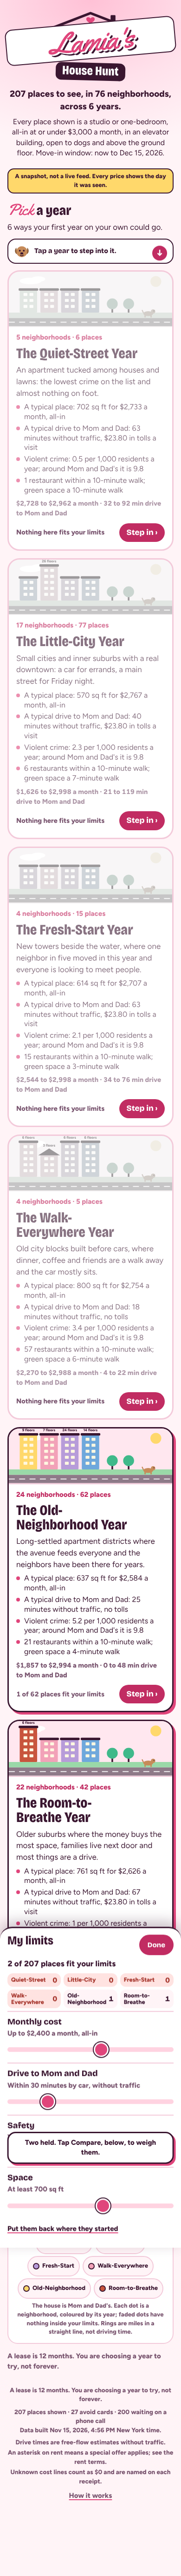 Lamia's
House Hunt
207 places to see, in 76 neighborhoods,
across 6 years.
Every place shown is a studio or one-bedroom,
all-in at or under $3,000 a month, in an elevator
building, open to dogs and above the ground
floor. Move-in window: now to Dec 15, 2026.
A snapshot, not a live feed. Every price shows the day
it was seen.
Pick a year
6 ways your first year on your own could go.
Tap a year to step into it.
5 neighborhoods · 6 places
The Quiet-Street Year
An apartment tucked among houses and
lawns: the lowest crime on the list and
almost nothing on foot.
A typical place: 702 sq ft for $2,733 a
month, all-in
A typical drive to Mom and Dad: 63
minutes without traffic, $23.80 in tolls a
visit
Violent crime: 0.5 per 1,000 residents a
year; around Mom and Dad's it is 9.8
1 restaurant within a 10-minute walk;
green space a 10-minute walk
$2,728 to $2,962 a month · 32 to 92 min drive
to Mom and Dad
Nothing here fits your limits
Step in ›
17 neighborhoods · 77 places
The Little-City Year
Small cities and inner suburbs with a real
downtown: a car for errands, a main
street for Friday night.
A typical place: 570 sq ft for $2,767 a
month, all-in
A typical drive to Mom and Dad: 40
minutes without traffic, $23.80 in tolls a
visit
Violent crime: 2.3 per 1,000 residents a
year; around Mom and Dad's it is 9.8
6 restaurants within a 10-minute walk;
green space a 7-minute walk
$1,626 to $2,998 a month · 21 to 119 min
drive to Mom and Dad
Nothing here fits your limits
Step in ›
4 neighborhoods · 15 places
The Fresh-Start Year
New towers beside the water, where one
neighbor in five moved in this year and
everyone is looking to meet people.
A typical place: 614 sq ft for $2,707 a
month, all-in
A typical drive to Mom and Dad: 63
minutes without traffic, $23.80 in tolls a
visit
Violent crime: 2.1 per 1,000 residents a
year; around Mom and Dad's it is 9.8
15 restaurants within a 10-minute walk;
green space a 3-minute walk
$2,544 to $2,998 a month · 34 to 76 min drive
to Mom and Dad
Nothing here fits your limits
Step in ›
4 neighborhoods · 5 places
The Walk-
Everywhere Year
Old city blocks built before cars, where
dinner, coffee and friends are a walk away
and the car mostly sits.
A typical place: 800 sq ft for $2,754 a
month, all-in
A typical drive to Mom and Dad: 18
minutes without traffic, no tolls
Violent crime: 3.4 per 1,000 residents a
year; around Mom and Dad's it is 9.8
57 restaurants within a 10-minute walk;
green space a 6-minute walk
$2,270 to $2,988 a month · 4 to 22 min drive
to Mom and Dad
Nothing here fits your limits
Step in ›
24 neighborhoods · 62 places
The Old-
Neighborhood Year
Long-settled apartment districts where
the avenue feeds everyone and the
neighbors have been there for years.
A typical place: 637 sq ft for $2,584 a
month, all-in
A typical drive to Mom and Dad: 25
minutes without traffic, no tolls
Violent crime: 5.2 per 1,000 residents a
year; around Mom and Dad's it is 9.8
21 restaurants within a 10-minute walk;
green space a 4-minute walk
$1,857 to $2,994 a month · 0 to 48 min drive
to Mom and Dad
1 of 62 places fit your limits
Step in ›
22 neighborhoods · 42 places
The Room-to-
Breathe Year
Older suburbs where the money buys the
most space, families live next door and
most things are a drive.
A typical place: 761 sq ft for $2,626 a
month, all-in
A typical drive to Mom and Dad: 67
minutes without traffic, $23.80 in tolls a
visit
Violent crime: 1 per 1,000 residents a
My limits
Done
2 of 207 places fit your limits
Quiet-Street 0
Little-City 0
Fresh-Start 0
Walk-
Everywhere 0
Old-
Neighborhood 1
Room-to-
Breathe 1
Monthly cost
Up to $2,400 a month, all-in
Drive to Mom and Dad
Within 30 minutes by car, without traffic
Safety
Two held. Tap Compare, below, to weigh
them.
Space
At least 700 sq ft
Put them back where they started
Fresh-Start
Walk-Everywhere
Old-Neighborhood
Room-to-Breathe
The house is Mom and Dad's. Each dot is a
neighborhood, coloured by its year; faded dots have
nothing inside your limits. Rings are miles in a
straight line, not driving time.
A lease is 12 months. You are choosing a year to
try, not forever.
A lease is 12 months. You are choosing a year to try, not
forever.
207 places shown · 27 avoid cards · 200 waiting on a
phone call
Data built Nov 15, 2026, 4:56 PM New York time.
Drive times are free-flow estimates without traffic.
An asterisk on rent means a special offer applies; see the
rent terms.
Unknown cost lines count as $0 and are named on each
receipt.
How it works